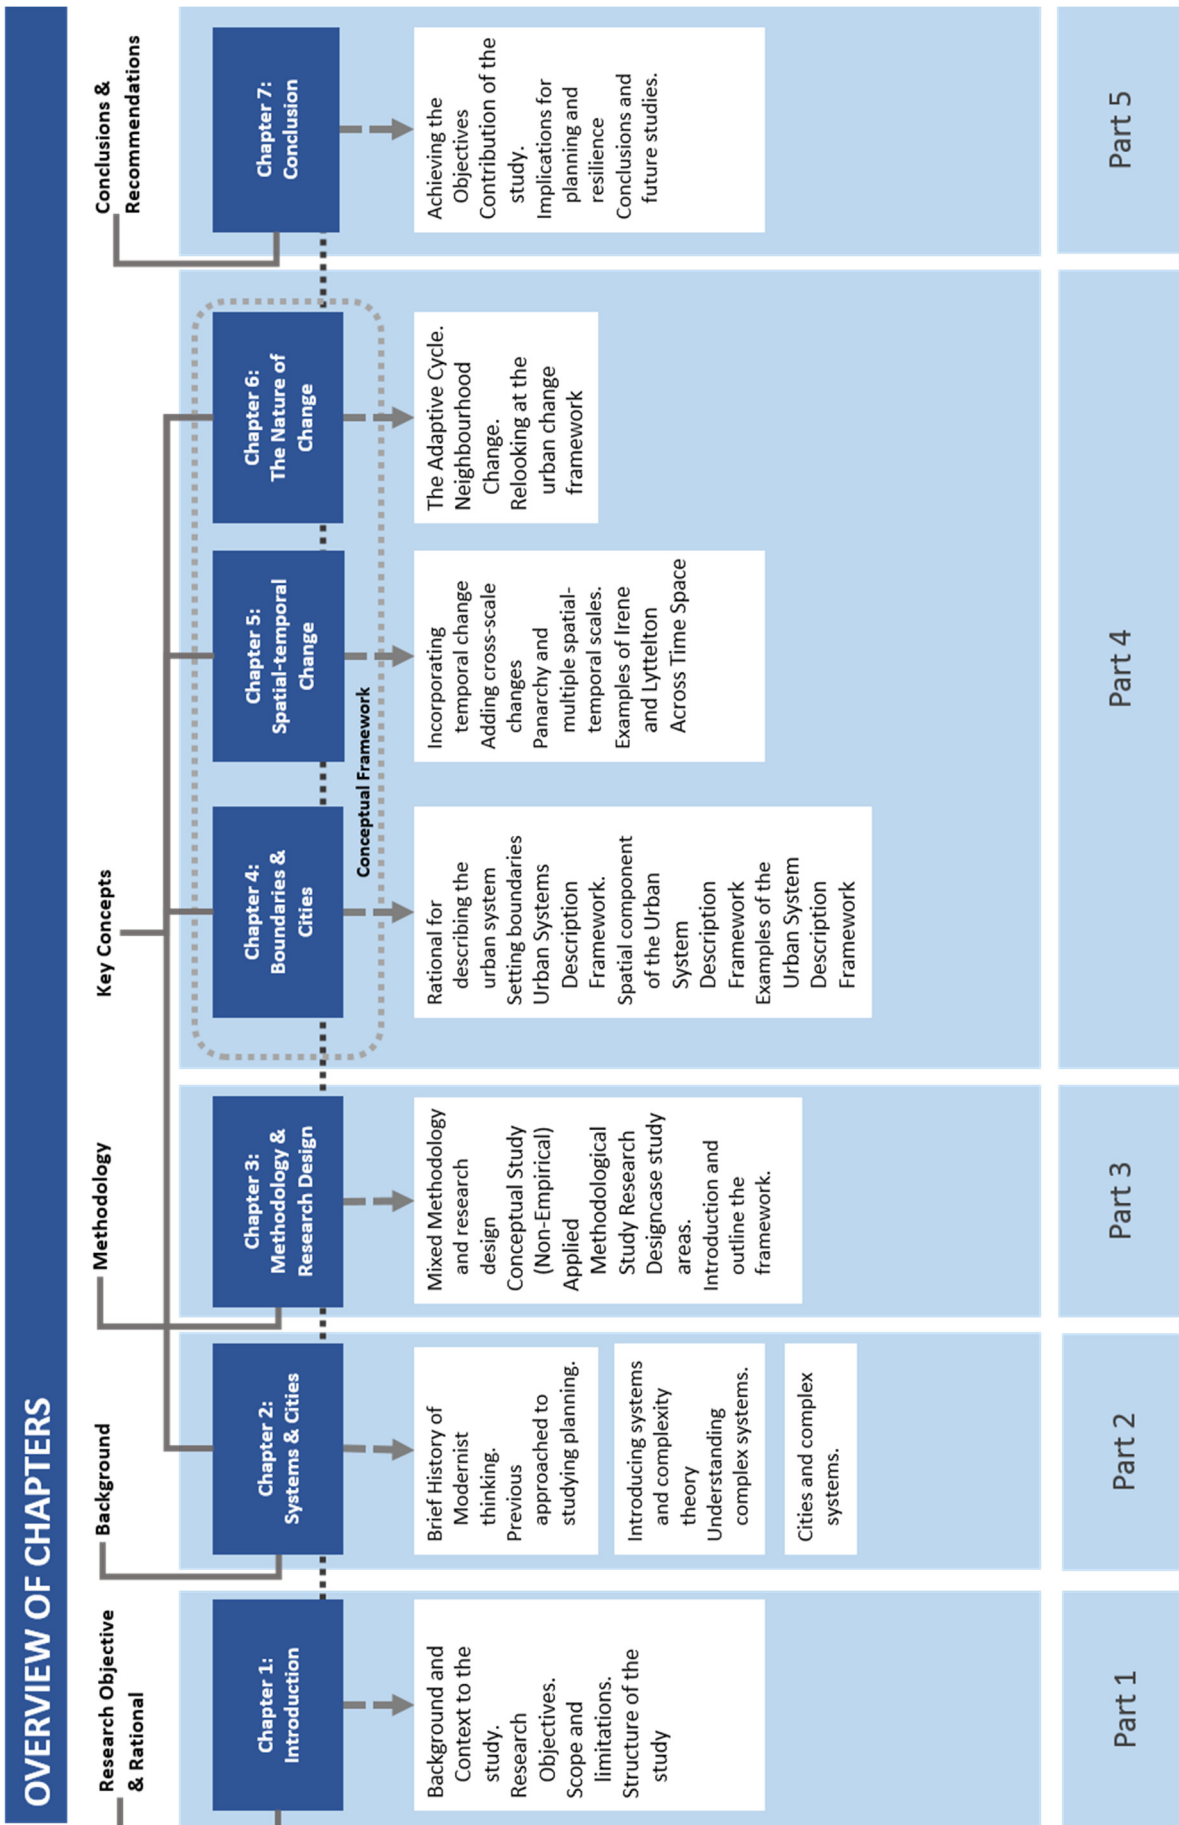 OVERVIEW OF CHAPTERS
Research Objective
& Rational
Background
Methodology
Key Concepts
Conclusions &
Recommendations
Chapter 1:
Introduction
Background and
Context to the
study.
Research
Objectives.
Scope and
limitations.
Structure of the
study
Part 1
Chapter 2:
Systems & Cities
Brief History of
Modernist
thinking.
Previous
approached to
studying planning.
Introducing systems
and complexity
theory
Understanding
complex systems.
Cities and complex
systems.
Part 2
Chapter 3:
Methodology &
Research Design
Mixed Methodology
and research
design
Conceptual Study
(Non-Empirical)
Applied
Methodological
Study Research
Designcase study
areas.
Introduction and
outline the
framework.
Part 3
Chapter 4:
Boundaries &
Cities
Conceptual Framework
Rational for
describing the
urban system
Setting boundaries
Urban Systems
Description
Framework.
Spatial component
of the Urban
System
Description
Framework
Examples of the
Urban System
Description
Framework
Chapter 5:
Spatial-temporal
Change
Incorporating
temporal change
Adding cross-scale
changes
Panarchy and
multiple spatial-
temporal scales.
Examples of Irene
and Lyttelton
Across Time Space
Chapter 6:
The Nature of
Change
The Adaptive Cycle.
Neighbourhood
Change.
Relooking at the
urban change
framework
Part 4
Chapter 7:
Conclusion
Achieving the
Objectives
Contribution of the
study.
Implications for
planning and
resilience
Conclusions and
future studies.
Part 5